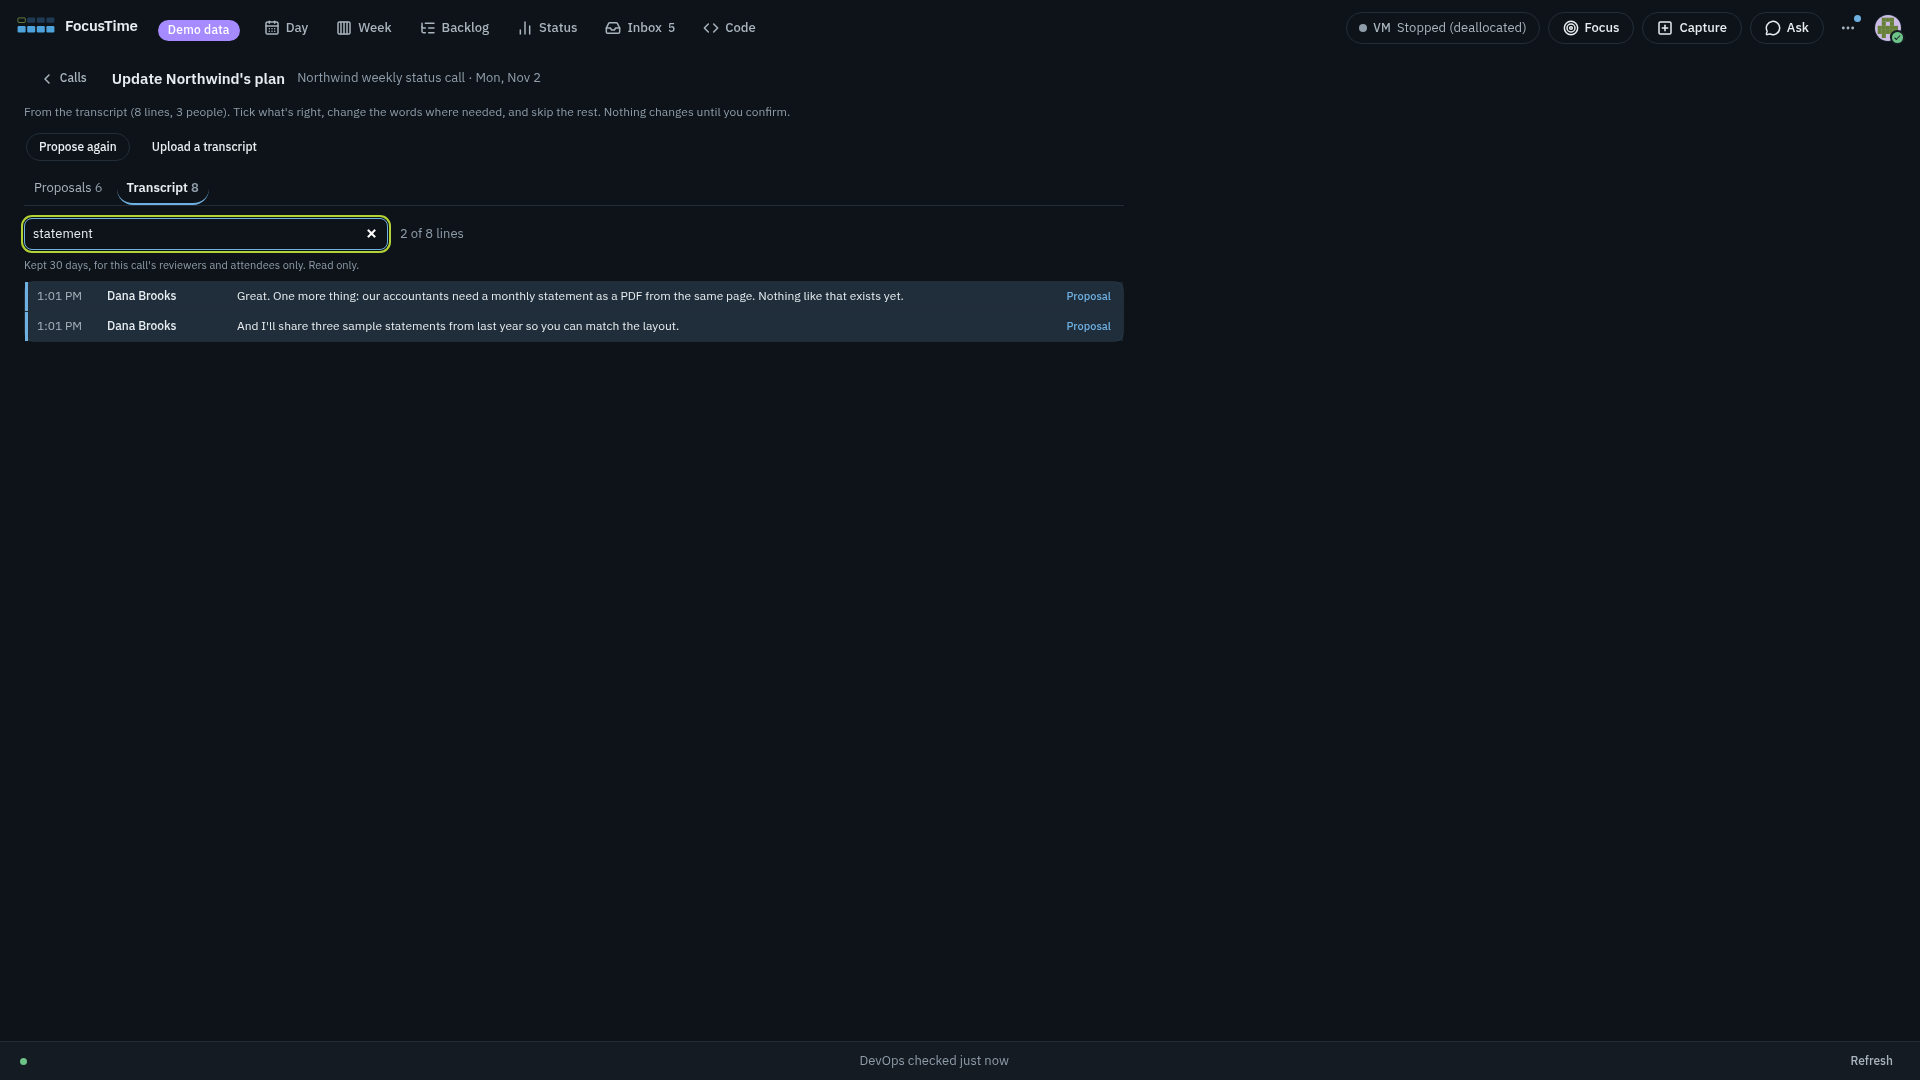 FocusTime
Demo data
Day
Week
Backlog
Status
Inbox 5
Code
VM Stopped (deallocated)
Focus
Capture
Ask
Calls
Update Northwind's plan
Northwind weekly status call · Mon, Nov 2
From the transcript (8 lines, 3 people). Tick what's right, change the words where needed, and skip the rest. Nothing changes until you confirm.
Propose again
Upload a transcript
Proposals 6
Transcript 8
statement
2 of 8 lines
Kept 30 days, for this call's reviewers and attendees only. Read only.
1:01 PM Dana Brooks Great. One more thing: our accountants need a monthly statement as a PDF from the same page. Nothing like that exists yet. Proposal
1:01 PM Dana Brooks And I'll share three sample statements from last year so you can match the layout. Proposal
DevOps checked just now
Refresh